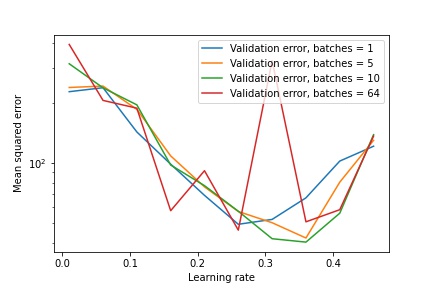 Validation error, batches = 1
Validation error, batches = 5
Validation error, batches = 10
Validation error, batches = 64
Mean squared error
10²
0.0 0.1 0.2 0.3 0.4
Learning rate